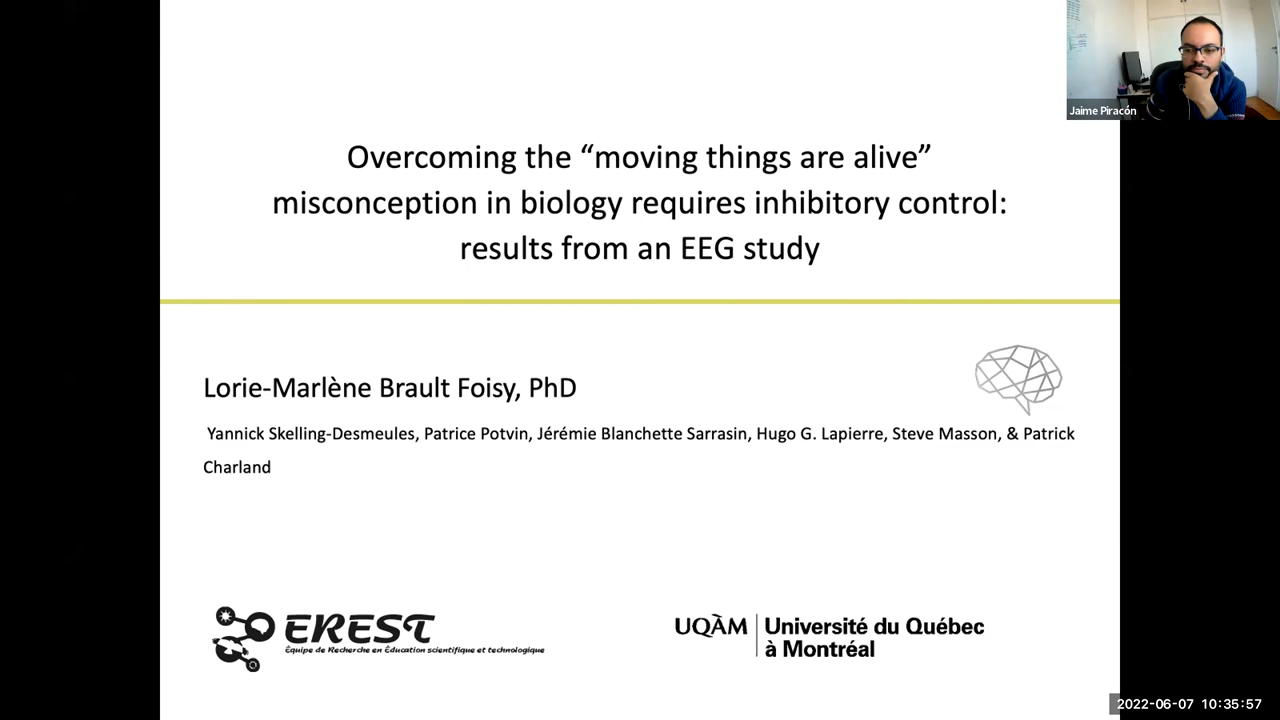 Jaime Piracón
Overcoming the “moving things are alive”
misconception in biology requires inhibitory control:
results from an EEG study
Lorie-Marlène Brault Foisy, PhD
Yannick Skelling-Desmeules, Patrice Potvin, Jérémie Blanchette Sarrasin, Hugo G. Lapierre, Steve Masson, & Patrick
Charland
EREST
Équipe de Recherche en Éducation scientifique et technologique
UQÀM
Université du Québec
à Montréal
2022-06-07 10:35:57